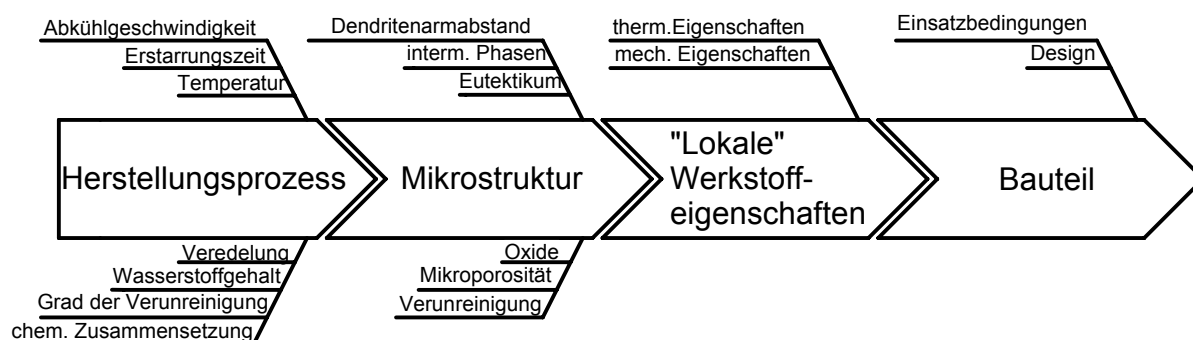 Abkühlgeschwindigkeit
Erstarrungszeit
Temperatur
Dendritenarmabstand
interm. Phasen
Eutektikum
therm.Eigenschaften
mech. Eigenschaften
Einsatzbedingungen
Design
Herstellungsprozess
Mikrostruktur
"Lokale"
Werkstoff-
eigenschaften
Bauteil
Veredelung
Wasserstoffgehalt
Grad der Verunreinigung
chem. Zusammensetzung
Oxide
Mikroporosität
Verunreinigung